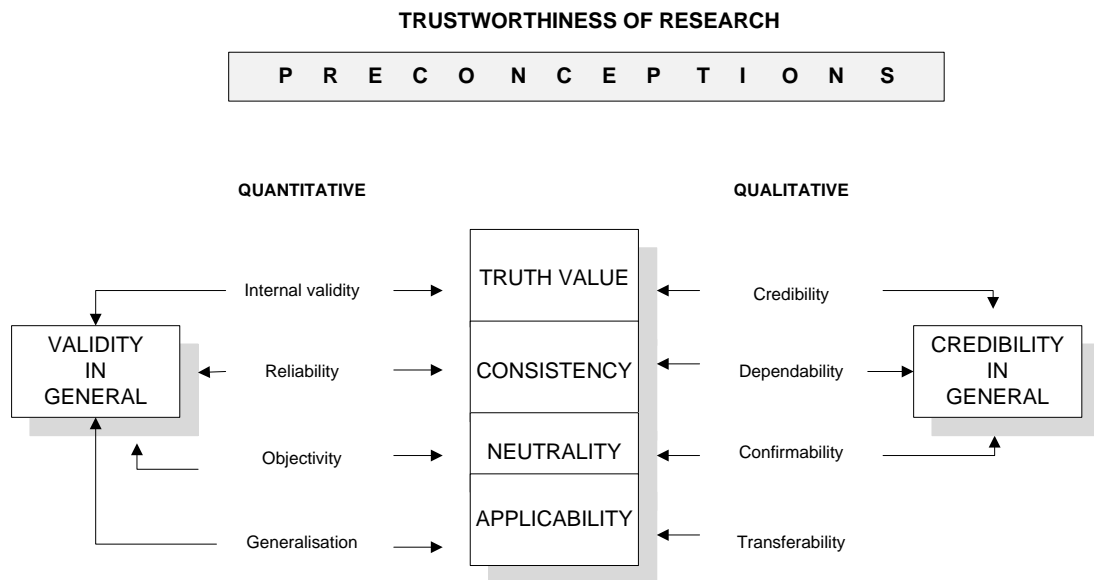 TRUSTWORTHINESS OF RESEARCH
P R E C O N C E P T I O N S
QUANTITATIVE
QUALITATIVE
TRUTH VALUE
Internal validity
Credibility
VALIDITY
IN
GENERAL
Reliability
CONSISTENCY
Dependability
CREDIBILITY
IN
GENERAL
Objectivity
NEUTRALITY
Confirmability
APPLICABILITY
Generalisation
Transferability